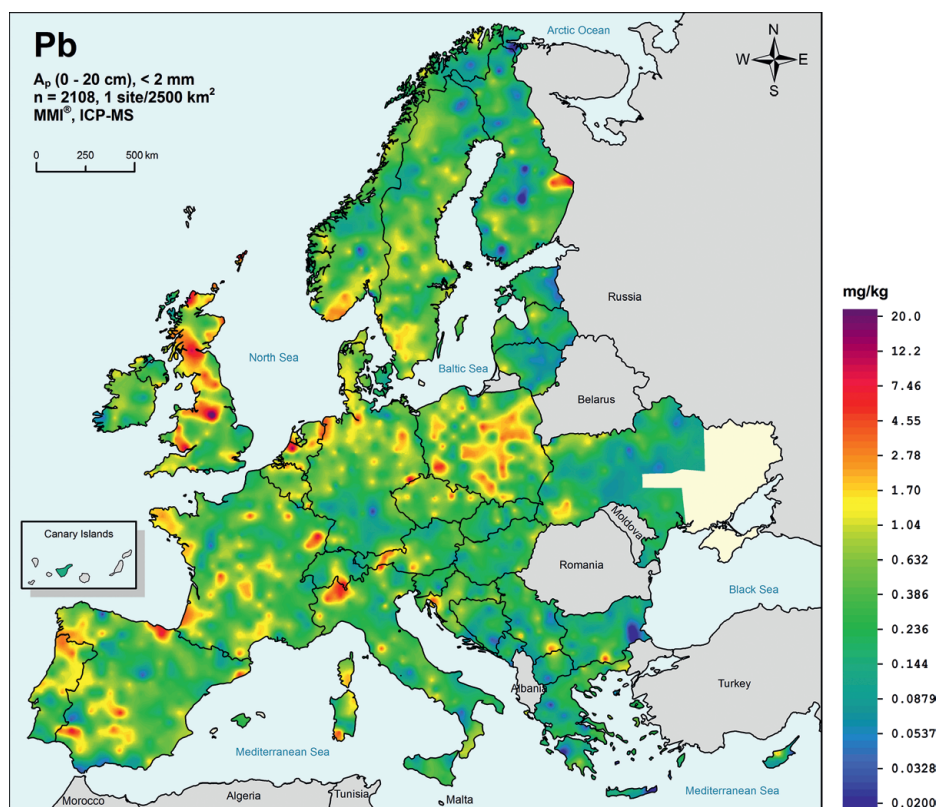 Pb
Aₚ (0 - 20 cm), < 2 mm
n = 2108, 1 site/2500 km²
MMI®, ICP-MS
0 250 500 km
Arctic Ocean
N
W E
S
Russia
North Sea
Baltic Sea
Belarus
Canary Islands
Moldova
Romania
Black Sea
Albania
Turkey
Mediterranean Sea
Mediterranean Sea
Morocco
Algeria
Tunisia
Malta
mg/kg
20.0
12.2
7.46
4.55
2.78
1.70
1.04
0.632
0.386
0.236
0.144
0.0879
0.0537
0.0328
0.0200